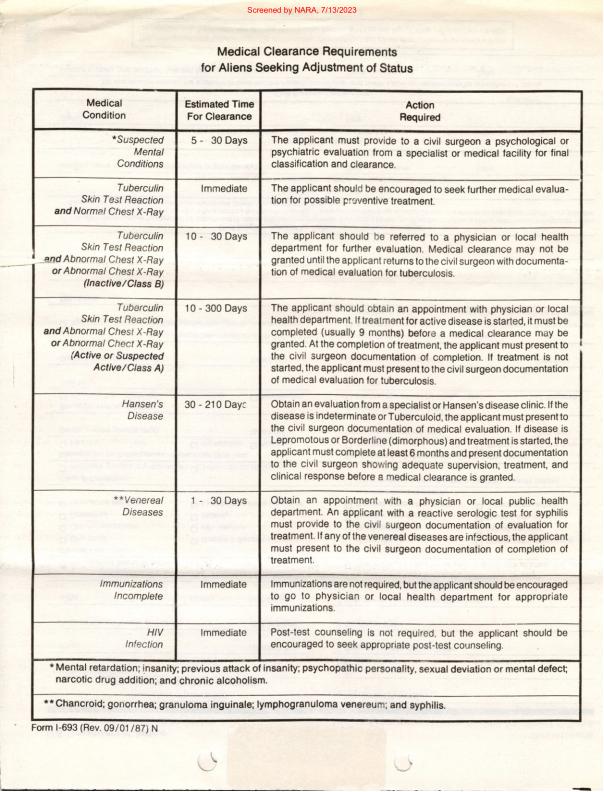 Screened by NARA, 7/13/2023
Medical Clearance Requirements
for Aliens Seeking Adjustment of Status
Medical
Condition
Estimated Time
For Clearance
Action
Required
*Suspected
Mental
Conditions
5 - 30 Days
The applicant must provide to a civil surgeon a psychological or
psychiatric evaluation from a specialist or medical facility for final
classification and clearance.
Tuberculin
Skin Test Reaction
and Normal Chest X-Ray
Immediate
The applicant should be encouraged to seek further medical evalua-
tion for possible preventive treatment.
Tuberculin
Skin Test Reaction
and Abnormal Chest X-Ray
or Abnormal Chest X-Ray
(Inactive/Class B)
10 - 30 Days
The applicant should be referred to a physician or local health
department for further evaluation. Medical clearance may not be
granted until the applicant returns to the civil surgeon with documenta-
tion of medical evaluation for tuberculosis.
Tuberculin
Skin Test Reaction
and Abnormal Chest X-Ray
or Abnormal Chect X-Ray
(Active or Suspected
Active/Class A)
10 - 300 Days
The applicant should obtain an appointment with physician or local
health department. If treatment for active disease is started, it must be
completed (usually 9 months) before a medical clearance may be
granted. At the completion of treatment, the applicant must present to
the civil surgeon documentation of completion. If treatment is not
started, the applicant must present to the civil surgeon documentation
of medical evaluation for tuberculosis.
Hansen's
Disease
30 - 210 Days
Obtain an evaluation from a specialist or Hansen's disease clinic. If the
disease is indeterminate or Tuberculoid, the applicant must present to
the civil surgeon documentation of medical evaluation. If disease is
Lepromotous or Borderline (dimorphous) and treatment is started, the
applicant must complete at least 6 months and present documentation
to the civil surgeon showing adequate supervision, treatment, and
clinical response before a medical clearance is granted.
**Venereal
Diseases
1 - 30 Days
Obtain an appointment with a physician or local public health
department. An applicant with a reactive serologic test for syphilis
must provide to the civil surgeon documentation of evaluation for
treatment. If any of the venereal diseases are infectious, the applicant
must present to the civil surgeon documentation of completion of
treatment.
Immunizations
Incomplete
Immediate
Immunizations are not required, but the applicant should be encouraged
to go to physician or local health department for appropriate
immunizations.
HIV
Infection
Immediate
Post-test counseling is not required, but the applicant should be
encouraged to seek appropriate post-test counseling.
*Mental retardation; insanity; previous attack of insanity; psychopathic personality, sexual deviation or mental defect;
narcotic drug addition; and chronic alcoholism.
**Chancroid; gonorrhea; granuloma inguinale; lymphogranuloma venereum; and syphilis.
Form I-693 (Rev. 09/01/87) N